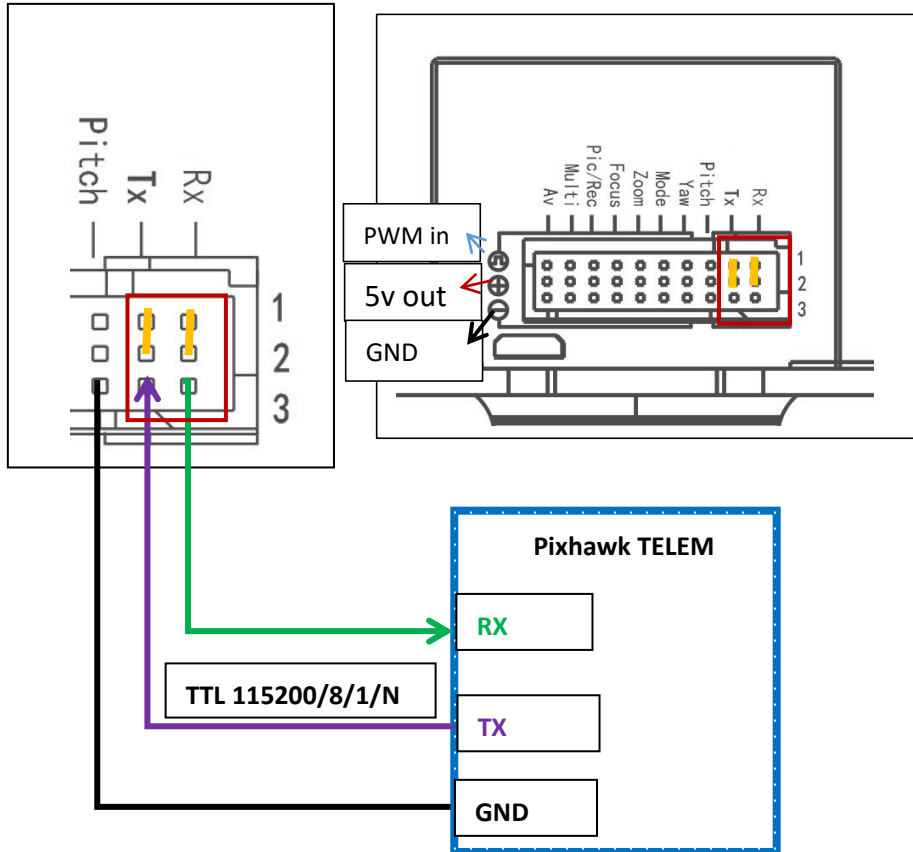 Pitch
Tx
Rx
1
2
3
Av
Multi
Pic/Rec
Focus
Zoom
Mode
Yaw
Pitch
Tx
Rx
PWM in
5v out
GND
1
2
3
Pixhawk TELEM
RX
TTL 115200/8/1/N
TX
GND